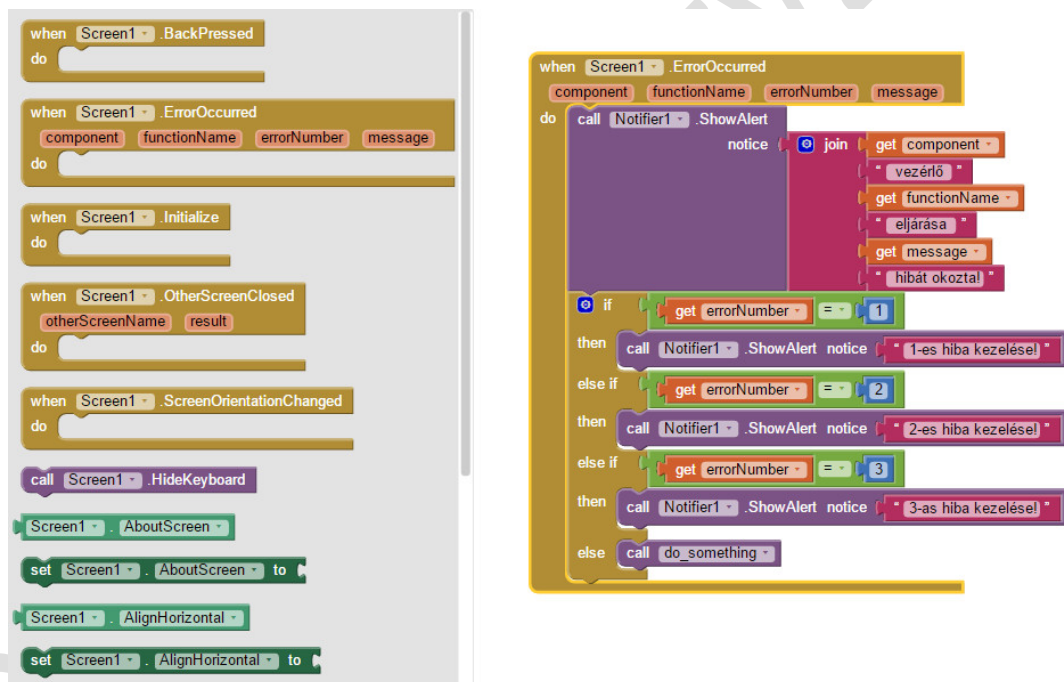 when Screen1 .BackPressed
do
when Screen1 .ErrorOccurred
component functionName errorNumber message
do
when Screen1 .Initialize
do
when Screen1 .OtherScreenClosed
otherScreenName result
do
when Screen1 .ScreenOrientationChanged
do
call Screen1 .HideKeyboard
Screen1 . AboutScreen
set Screen1 . AboutScreen to
Screen1 . AlignHorizontal
set Screen1 . AlignHorizontal to
when Screen1 .ErrorOccurred
component functionName errorNumber message
do call Notifier1 .ShowAlert
notice join get component
" vezérlő "
get functionName
" eljárása "
get message
" hibát okozta! "
if get errorNumber = 1
then call Notifier1 .ShowAlert notice " 1-es hiba kezelése! "
else if get errorNumber = 2
then call Notifier1 .ShowAlert notice " 2-es hiba kezelése! "
else if get errorNumber = 3
then call Notifier1 .ShowAlert notice " 3-as hiba kezelése! "
else call do_something